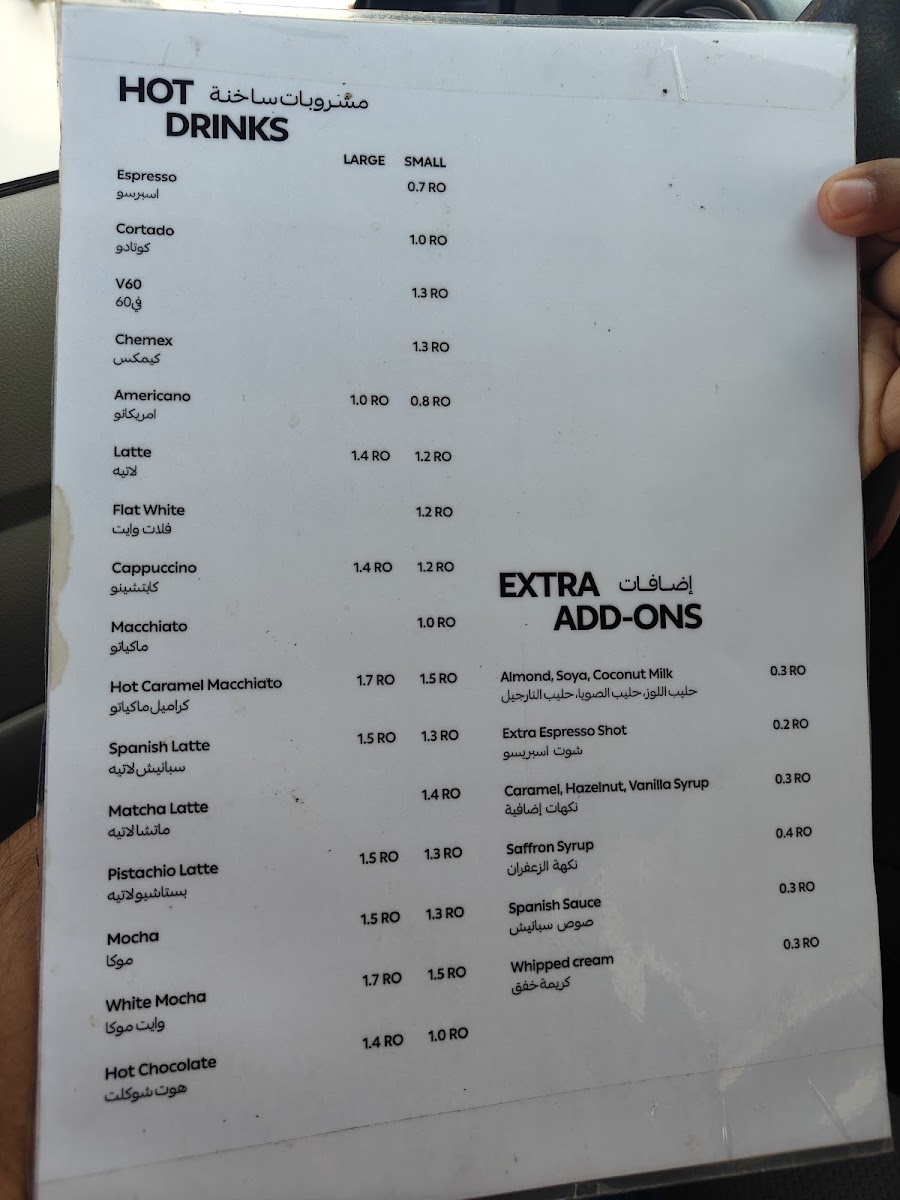 HOT مشروبات ساخنة
DRINKS
LARGE SMALL
Espresso 0.7 RO
اسبرسو
Cortado 1.0 RO
كوتادو
V60 1.3 RO
في60
Chemex 1.3 RO
كيمكس
Americano 1.0 RO 0.8 RO
امريكانو
Latte 1.4 RO 1.2 RO
لاتيه
Flat White 1.2 RO
فلات وايت
Cappuccino 1.4 RO 1.2 RO
كابتشينو
Macchiato 1.0 RO
ماكياتو
Hot Caramel Macchiato 1.7 RO 1.5 RO
كراميل ماكياتو
Spanish Latte 1.5 RO 1.3 RO
سبانيش لاتيه
Matcha Latte 1.4 RO
ماتشا لاتيه
Pistachio Latte 1.5 RO 1.3 RO
بستاشيو لاتيه
Mocha 1.5 RO 1.3 RO
موكا
White Mocha 1.7 RO 1.5 RO
وايت موكا
Hot Chocolate 1.4 RO 1.0 RO
هوت شوكلت
EXTRA إضافات
ADD-ONS
Almond, Soya, Coconut Milk 0.3 RO
حليب اللوز، حليب الصويا، حليب النارجيل
Extra Espresso Shot 0.2 RO
شوت اسبريسو
Caramel, Hazelnut, Vanilla Syrup 0.3 RO
نكهات إضافية
Saffron Syrup 0.4 RO
نكهة الزعفران
Spanish Sauce 0.3 RO
صوص سبانيش
Whipped cream 0.3 RO
كريمة خفق